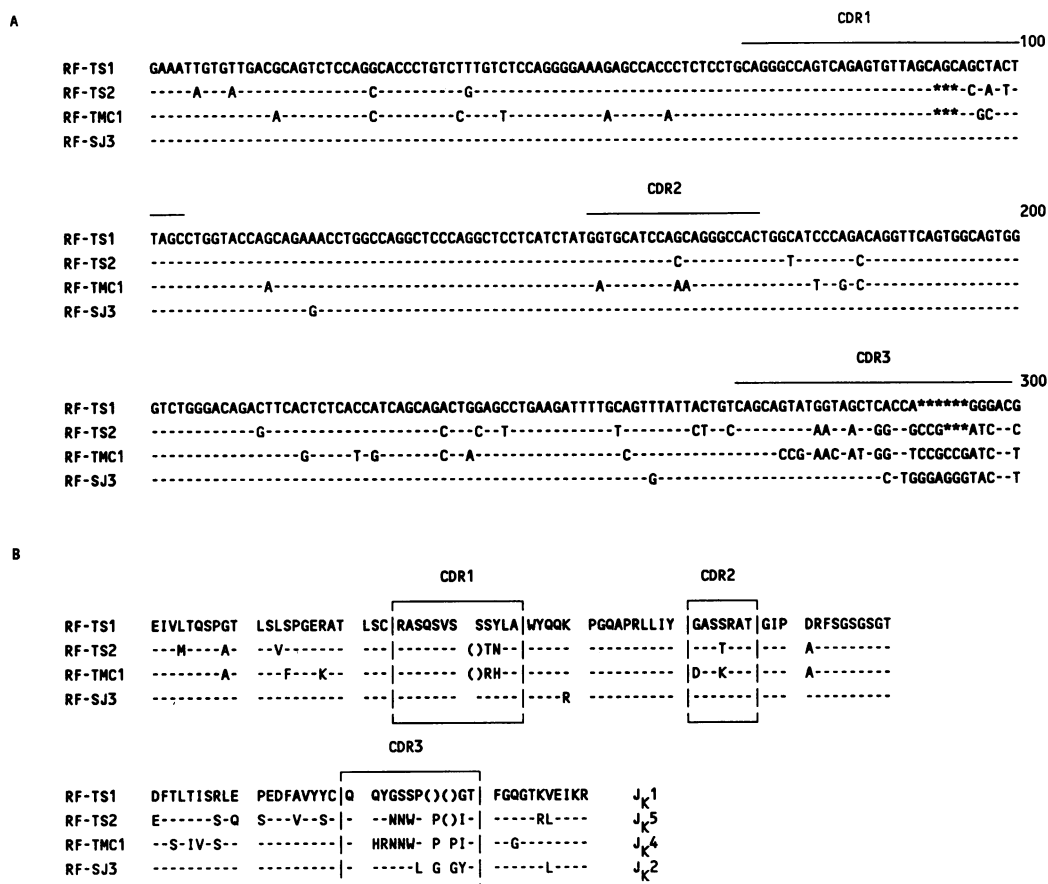 A
CDR1
100
RF-TS1 GAAATTGTGTTGACGCAGTCTCCAGGCACCCTGTCTTTGTCTCCAGGGGAAAGAGCCACCCTCTCCTGCAGGGCCAGTCAGAGTGTTAGCAGCAGCTACT
RF-TS2 -----A---A---------------C----------G-----------------------------------------------------***-C-A-T-
RF-TMC1 --------------A----------C---------C----T-----------A------A------------------------------***--GC---
RF-SJ3 ----------------------------------------------------------------------------------------------------
CDR2
200
RF-TS1 TAGCCTGGTACCAGCAGAAACCTGGCCAGGCTCCCAGGCTCCTCATCTATGGTGCATCCAGCAGGGCCACTGGCATCCCAGACAGGTTCAGTGGCAGTGG
RF-TS2 ------------------------------------------------------------C------------T-------C------------------
RF-TMC1 -------------A-------------------------------------A--------AA--------------T--G-C------------------
RF-SJ3 ------------------G---------------------------------------------------------------------------------
CDR3
300
RF-TS1 GTCTGGGACAGACTTCACTCTCACCATCAGCAGACTGGAGCCTGAAGATTTTGCAGTTTATTACTGTCAGCAGTATGGTAGCTCACCA******GGGACG
RF-TS2 ------------G--------------------C---C--T------------T--------CT--C---------AA--A--GG--GCCG***ATC--C
RF-TMC1 -----------------G-----T-G-------C--A-----------------C-----------------CCG-AAC-AT-GG--TCCGCCGATC--T
RF-SJ3 ---------------------------------------------------------G--------------------------C-TGGGAGGGTAC--T
B
CDR1 CDR2
RF-TS1 EIVLTQSPGT LSLSPGERAT LSC RASQSVS SSYLA WYQQK PGQAPRLLIY GASSRAT GIP DRFSGSGSGT
RF-TS2 ---M----A- --V------- --- ------- ()TN-- ----- ---------- ---T--- --- A---------
RF-TMC1 --------A- ---F---K-- --- ------- ()RH-- ----- ---------- D--K--- --- A---------
RF-SJ3 ---------- ---------- --- ------- ----- ----R ---------- ------- --- ----------
CDR3
RF-TS1 DFTLTISRLE PEDFAVYYC Q QYGSSP()()GT FGQGTKVEIKR JK1
RF-TS2 E------S-Q S---V--S- - --NNW- P()I- -----RL---- JK5
RF-TMC1 --S-IV-S-- --------- - HRNNW- P PI- --G-------- JK4
RF-SJ3 ---------- --------- - -----L G GY- ------L---- JK2